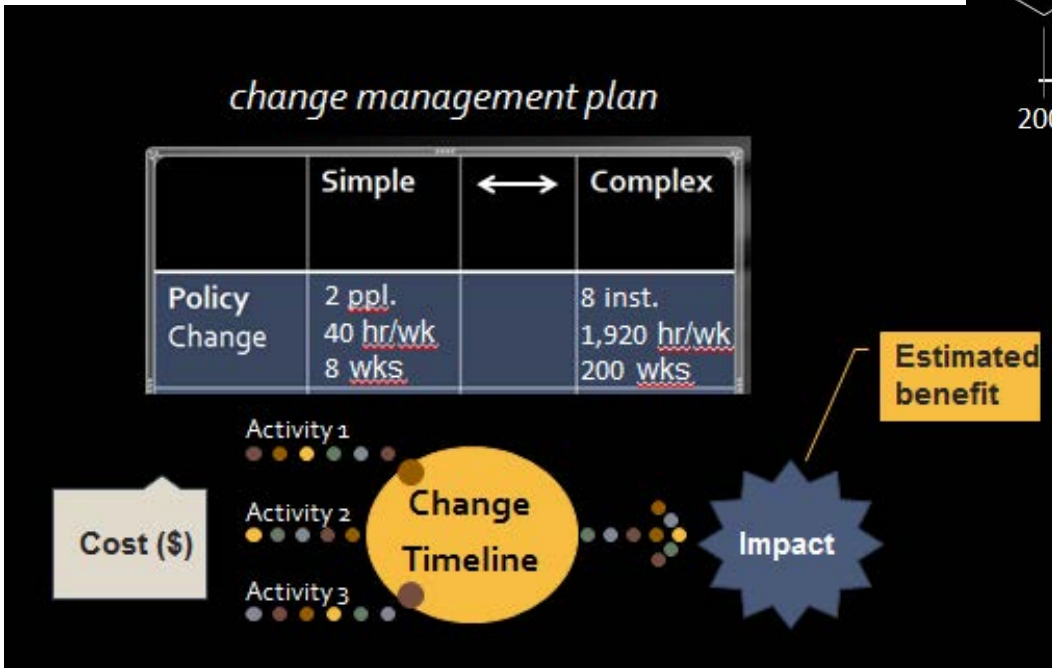 change management plan
Simple ↔ Complex
Policy
Change
2 ppl.
40 hr/wk
8 wks
8 inst.
1,920 hr/wk
200 wks
Estimated
benefit
Activity 1
Activity 2
Activity 3
Cost ($)
Change
Timeline
Impact